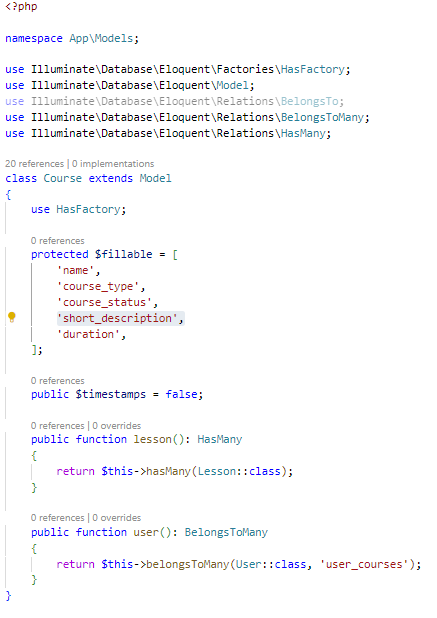 <?php
namespace App\Models;
use Illuminate\Database\Eloquent\Factories\HasFactory;
use Illuminate\Database\Eloquent\Model;
use Illuminate\Database\Eloquent\Relations\BelongsTo;
use Illuminate\Database\Eloquent\Relations\BelongsToMany;
use Illuminate\Database\Eloquent\Relations\HasMany;
20 references | 0 implementations
class Course extends Model
{
    use HasFactory;
    0 references
    protected $fillable = [
        'name',
        'course_type',
        'course_status',
        'short_description',
        'duration',
    ];
    0 references
    public $timestamps = false;
    0 references | 0 overrides
    public function lesson(): HasMany
    {
        return $this->hasMany(Lesson::class);
    }
    0 references | 0 overrides
    public function user(): BelongsToMany
    {
        return $this->belongsToMany(User::class, 'user_courses');
    }
}